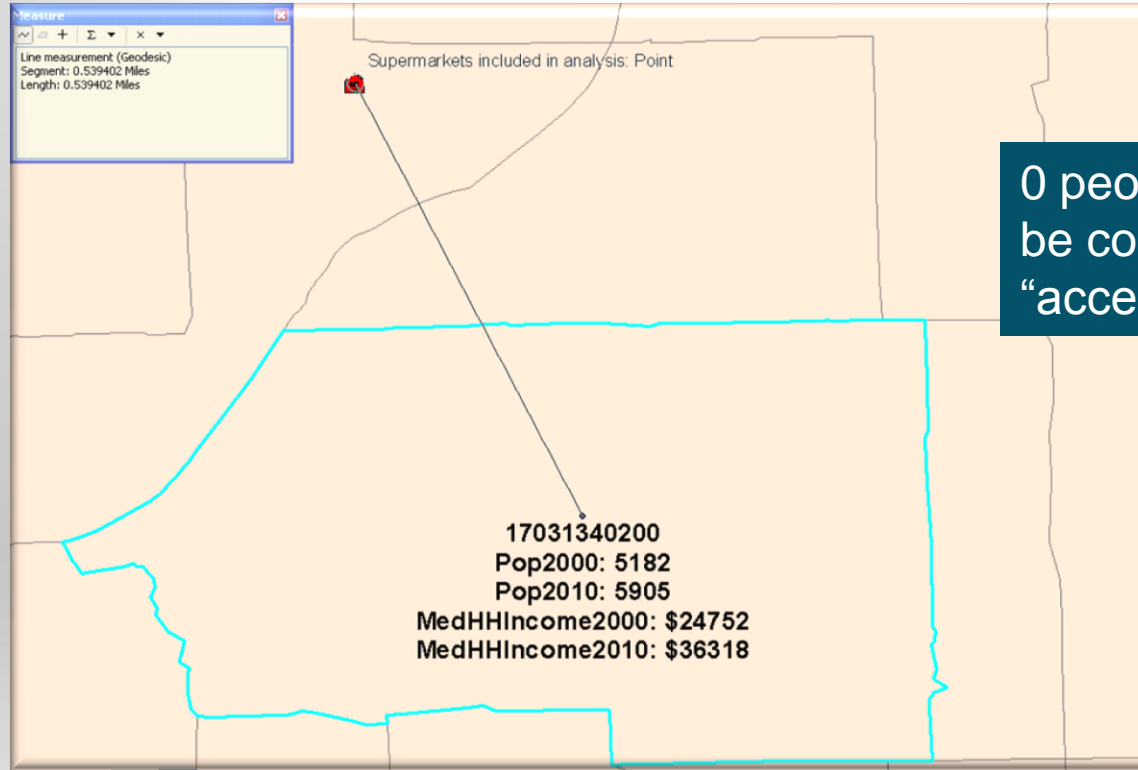 Measure
Line measurement (Geodesic)
Segment: 0.539402 Miles
Length: 0.539402 Miles
Supermarkets included in analysis: Point
0 peo
be co
“acce
17031340200
Pop2000: 5182
Pop2010: 5905
MedHHIncome2000: $24752
MedHHIncome2010: $36318